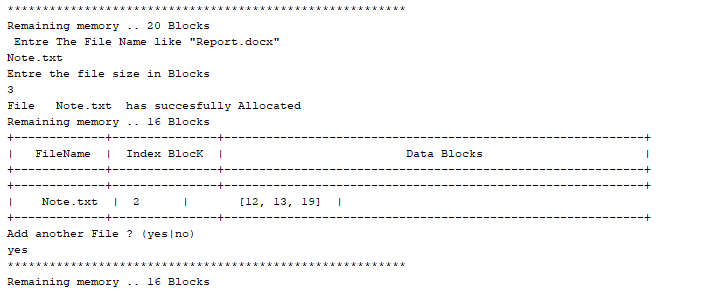 *********************************************************
Remaining memory .. 20 Blocks
 Entre The File Name like "Report.docx"
Note.txt
Entre the file size in Blocks
3
File   Note.txt  has succesfully Allocated
Remaining memory .. 16 Blocks
+-------------+---------------+------------------------------------------------------------+
|   FileName  |  Index BlocK  |                          Data Blocks                       |
+-------------+---------------+------------------------------------------------------------+
+-------------+---------------+------------------------------------------------------------+
|    Note.txt  |  2      |       [12, 13, 19]  |
+-------------+---------------+------------------------------------------------------------+
Add another File ? (yes|no)
yes
*********************************************************
Remaining memory .. 16 Blocks